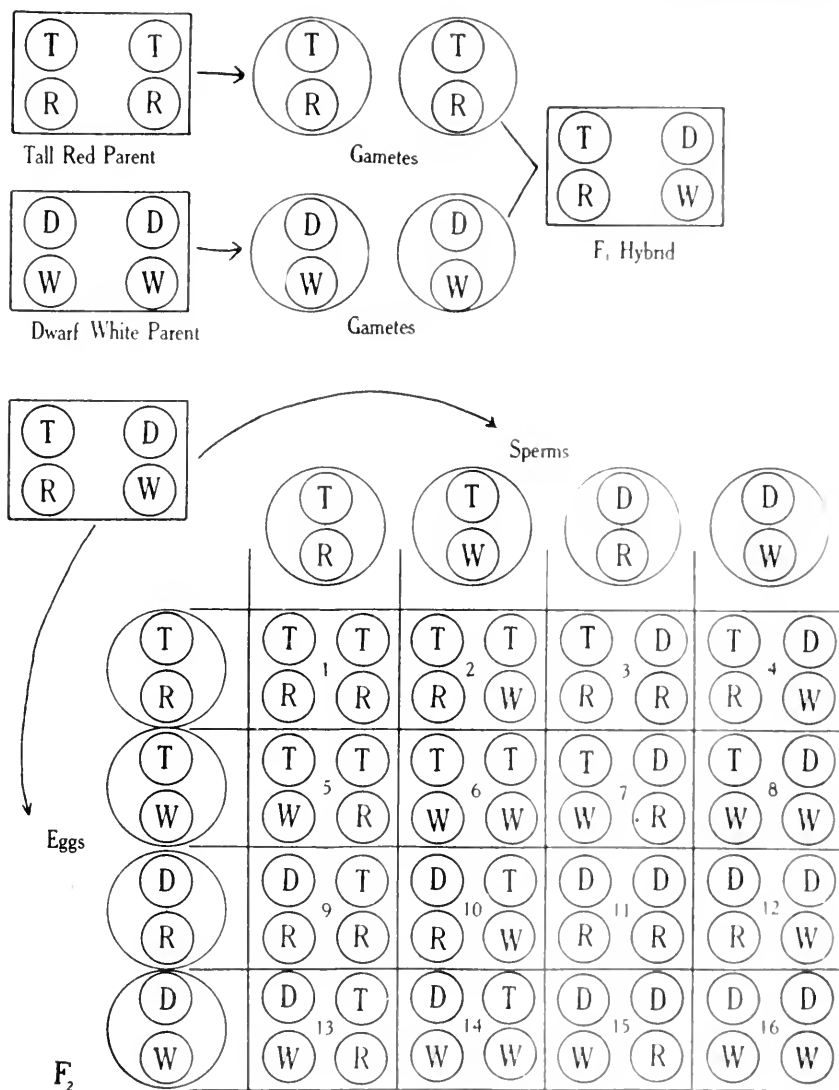 T T T T
R R R R
Tall Red Parent Gametes
T D
R W
F₁ Hybrid
D D D D
W W W W
Dwarf White Parent Gametes
T D
R W
Sperms
T T D D
R W R W
T T T T T T D T D
1 2 3 4
R R R R W R R R W
T T T T T T D T D
5 6 7 8
W W R W W W R W W
Eggs
D D T D T D D D D
9 10 11 12
R R R R W R R R W
D D T D T D D D D
13 14 15 16
W W R W W W R W W
F₂